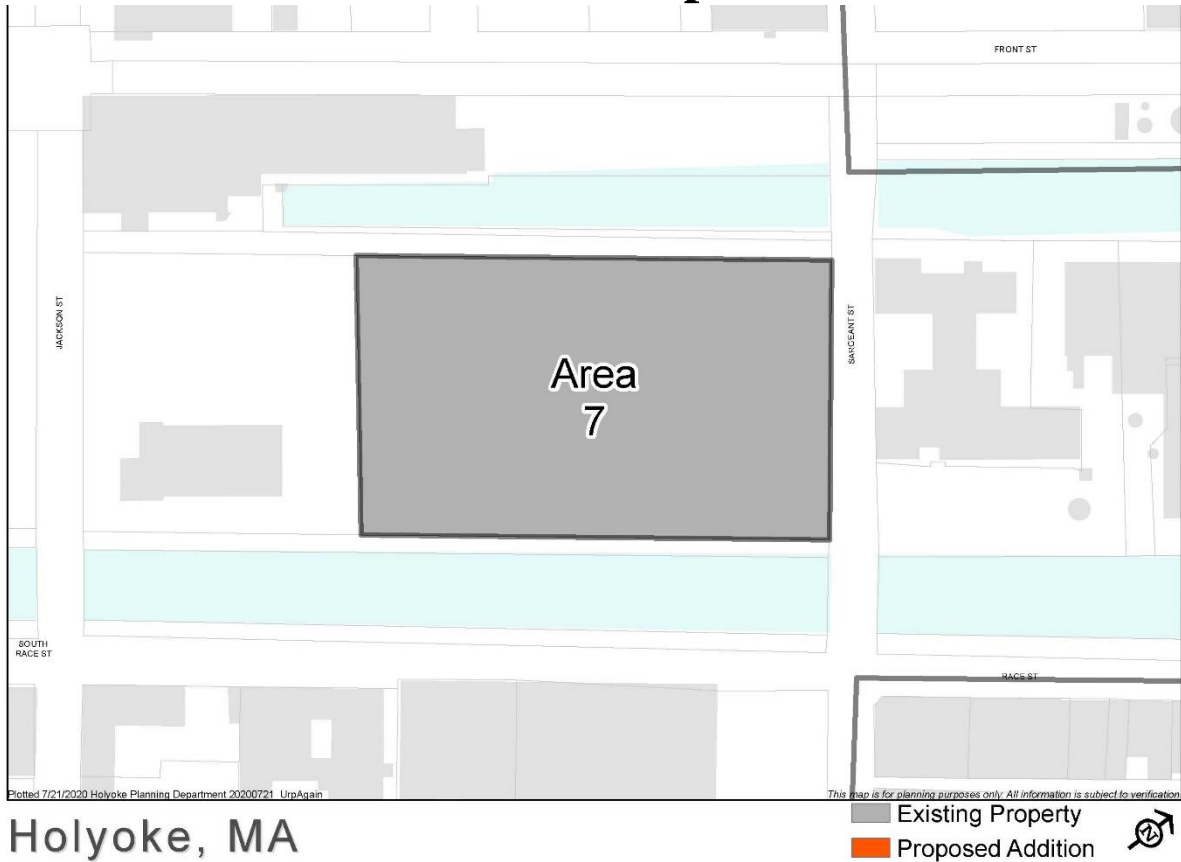 FRONT ST
JACKSON ST
SARGEANT ST
Area
7
SOUTH
RACE ST
RACE ST
Plotted 7/21/2020 Holyoke Planning Department 20200721_UrpAgain
This map is for planning purposes only. All information is subject to verification.
Holyoke, MA
Existing Property
Proposed Addition
N